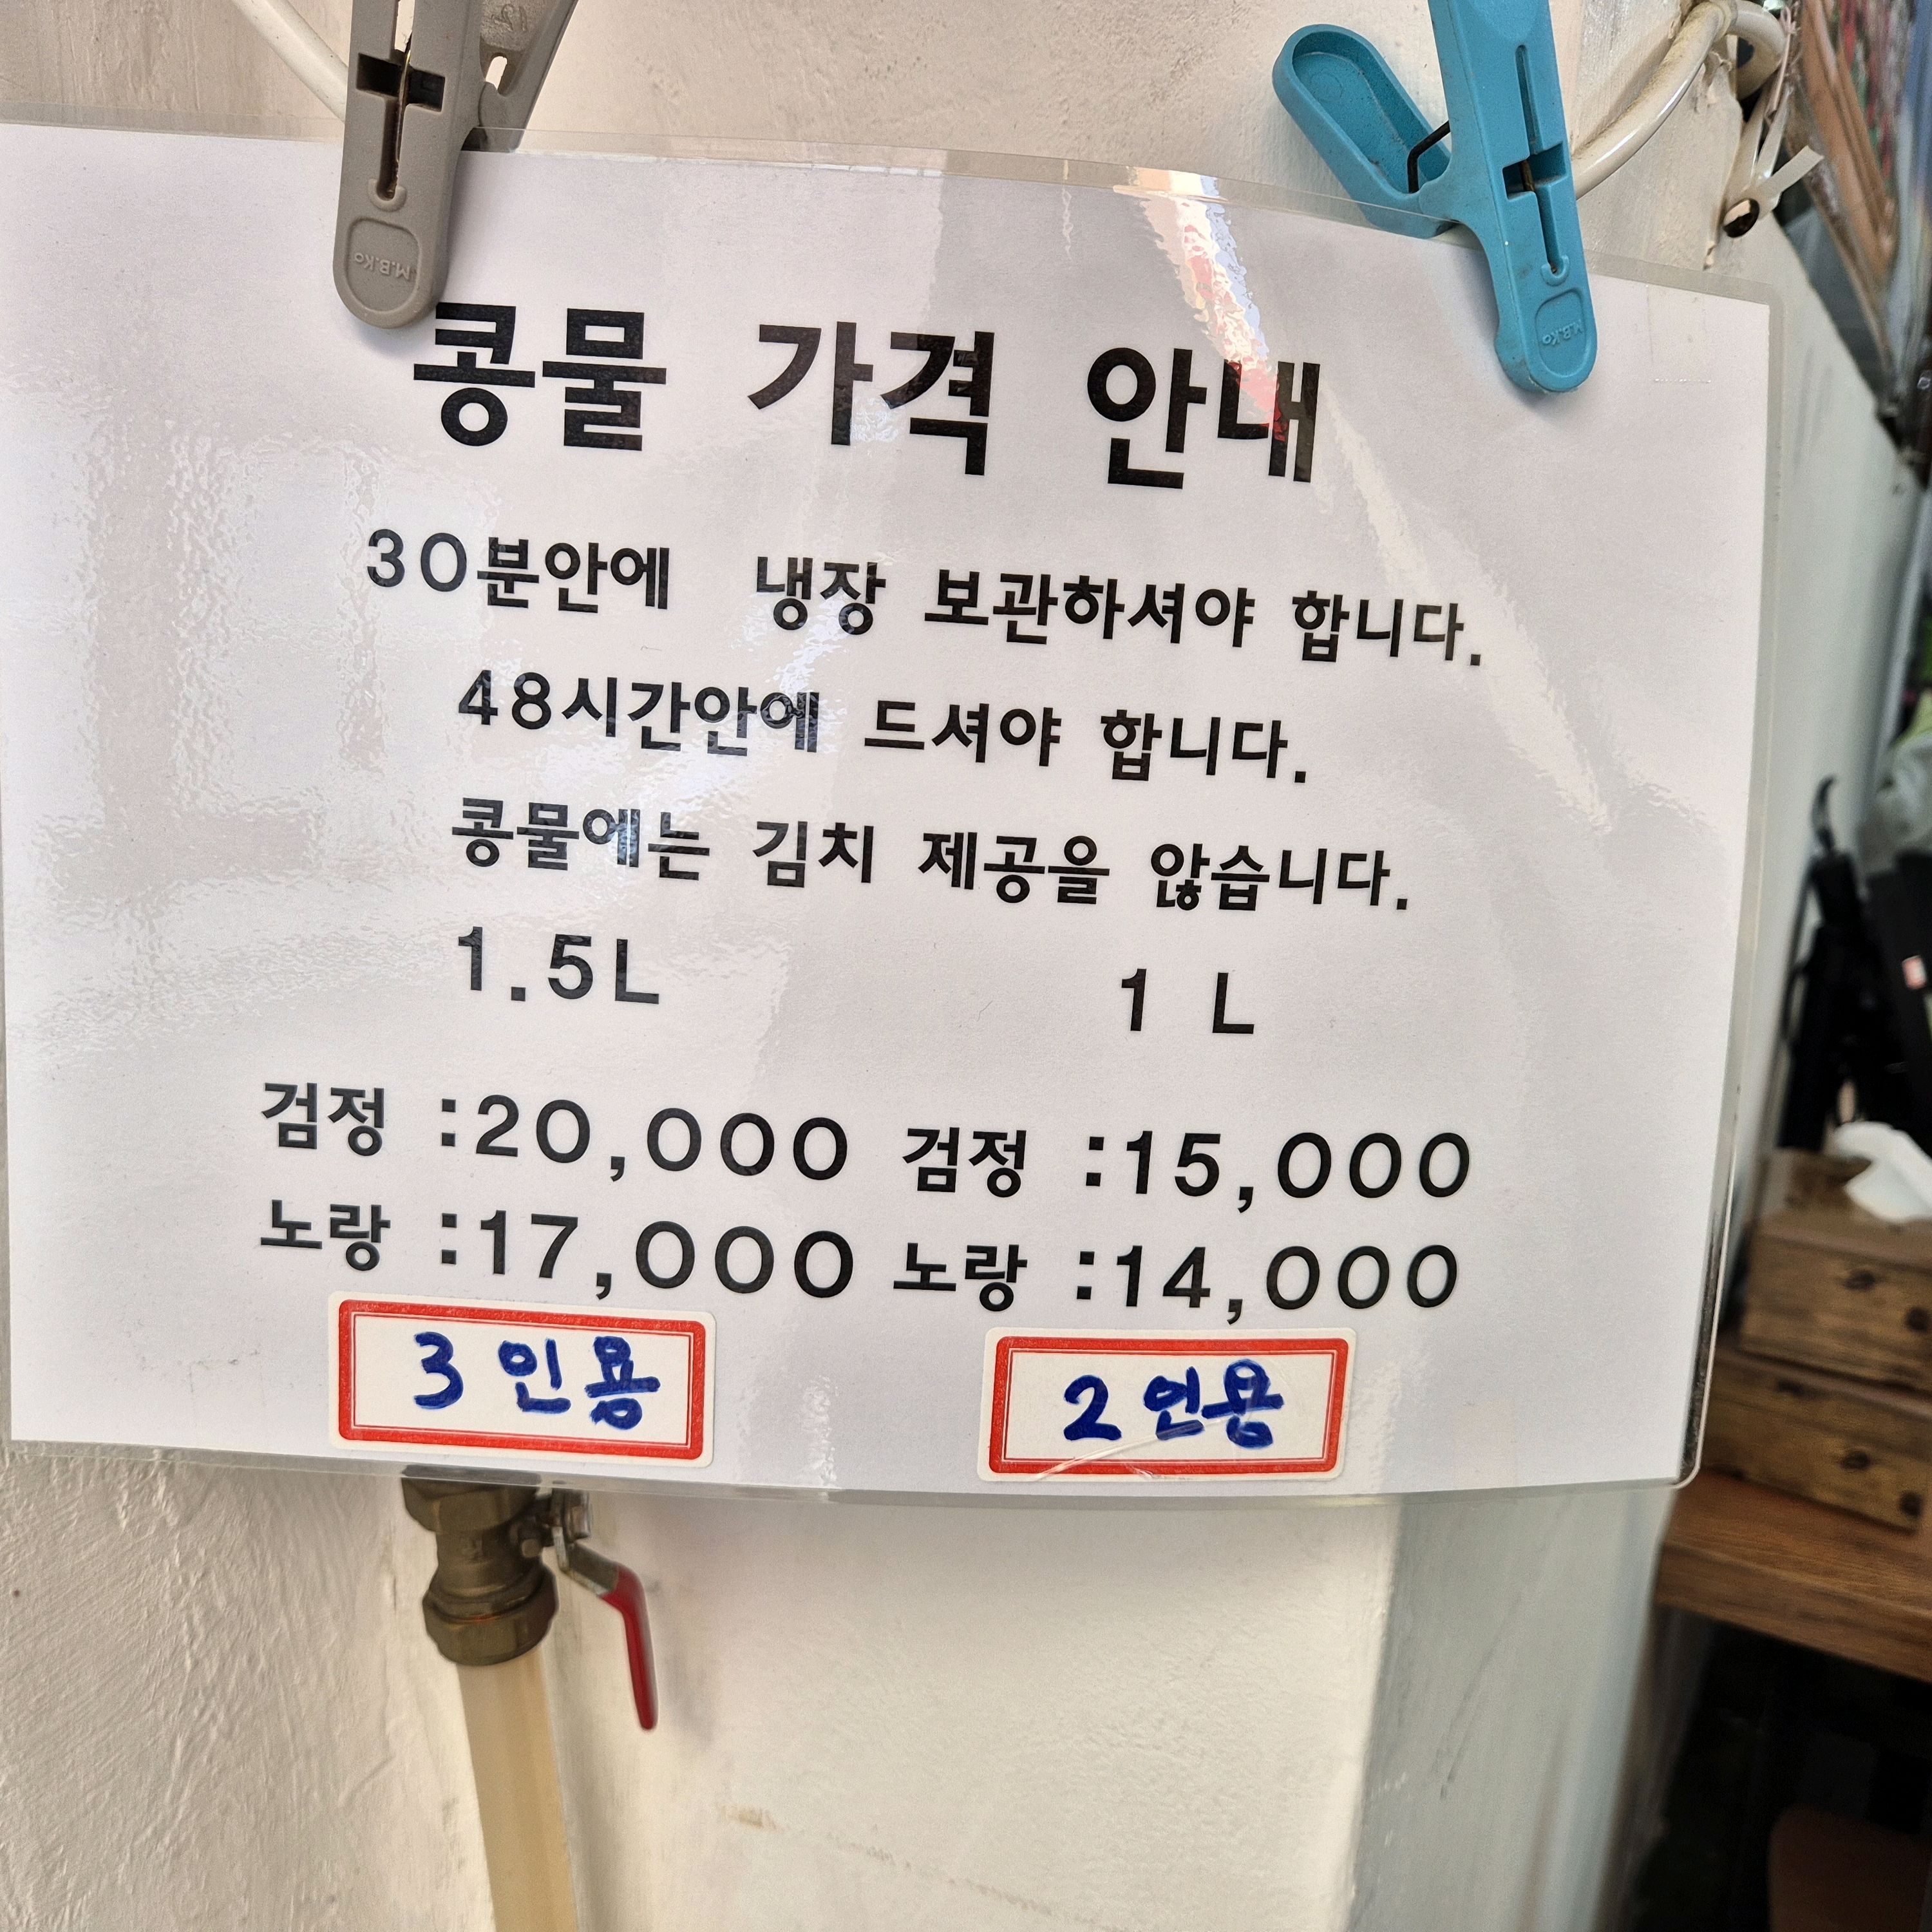 콩물 가격 안내
30분안에 냉장 보관하셔야 합니다.
48시간안에 드셔야 합니다.
콩물에는 김치 제공을 않습니다.
1.5L 1 L
검정 :20,000 검정 :15,000
노랑 :17,000 노랑 :14,000
3인용 2인용
M.B.Ko
M.B.Ko